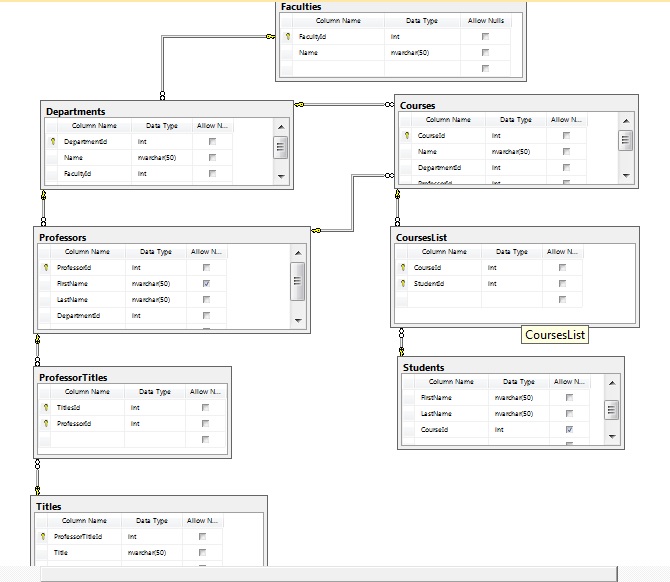 Faculties
Column Name Data Type Allow Nulls
FacultyId int
Name nvarchar(50)
Departments
Column Name Data Type Allow N...
DepartmentId int
Name nvarchar(50)
FacultyId int
Courses
Column Name Data Type Allow N...
CourseId int
Name nvarchar(50)
DepartmentId int
ProfessorId int
Professors
Column Name Data Type Allow N...
ProfessorId int
FirstName nvarchar(50)
LastName nvarchar(50)
DepartmentId int
CoursesList
Column Name Data Type Allow N...
CourseId int
StudentId int
CoursesList
ProfessorTitles
Column Name Data Type Allow N...
TitlesId int
ProfessorId int
Students
Column Name Data Type Allow N...
FirstName nvarchar(50)
LastName nvarchar(50)
CourseId int
Titles
Column Name Data Type Allow N...
ProfessorTitleId int
Title nvarchar(50)